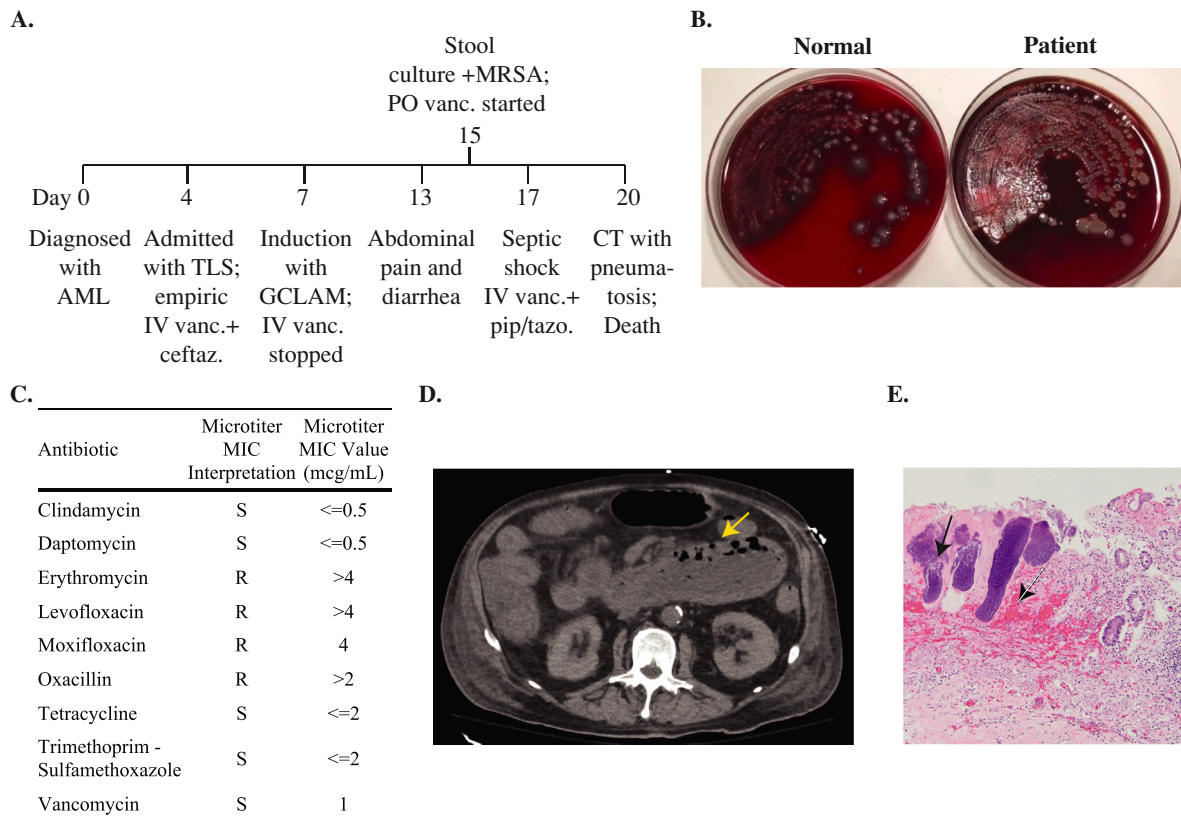 A.
Stool
culture +MRSA;
PO vanc. started
15
Day 0 4 7 13 17 20
Diagnosed
with
AML
Admitted
with TLS;
empiric
IV vanc.+
ceftaz.
Induction
with
GCLAM;
IV vanc.
stopped
Abdominal
pain and
diarrhea
Septic
shock
IV vanc.+
pip/tazo.
CT with
pneuma-
tosis;
Death
B.
Normal Patient
C.
Antibiotic
Microtiter
MIC
Interpretation
Microtiter
MIC Value
(mcg/mL)
Clindamycin S <=0.5
Daptomycin S <=0.5
Erythromycin R >4
Levofloxacin R >4
Moxifloxacin R 4
Oxacillin R >2
Tetracycline S <=2
Trimethoprim -
Sulfamethoxazole S <=2
Vancomycin S 1
D.
E.